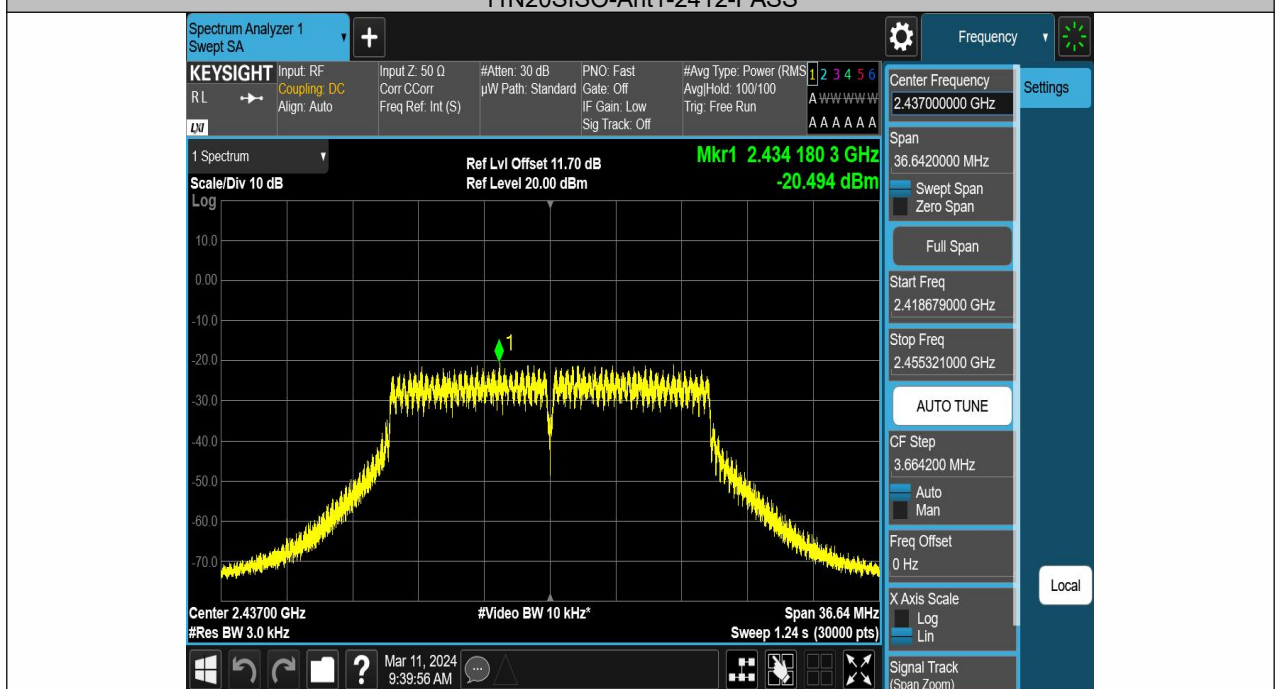 11N20SISO-Ant1-2412-PASS
Spectrum Analyzer 1
Swept SA
+
Frequency
KEYSIGHT
RL
LXI
Input: RF
Coupling: DC
Align: Auto
Input Z: 50 Ω
Corr CCorr
Freq Ref: Int (S)
#Atten: 30 dB
µW Path: Standard
PNO: Fast
Gate: Off
IF Gain: Low
Sig Track: Off
#Avg Type: Power (RMS
Avg|Hold: 100/100
Trig: Free Run
1 2 3 4 5 6
A W W W W W
A A A A A A
1 Spectrum
Scale/Div 10 dB
Log
Ref Lvl Offset 11.70 dB
Ref Level 20.00 dBm
Mkr1 2.434 180 3 GHz
-20.494 dBm
10.0
0.00
-10.0
-20.0
-30.0
-40.0
-50.0
-60.0
-70.0
1
Center 2.43700 GHz
#Res BW 3.0 kHz
#Video BW 10 kHz*
Span 36.64 MHz
Sweep 1.24 s (30000 pts)
?
Mar 11, 2024
9:39:56 AM
Center Frequency
2.437000000 GHz
Settings
Span
36.6420000 MHz
Swept Span
Zero Span
Full Span
Start Freq
2.418679000 GHz
Stop Freq
2.455321000 GHz
AUTO TUNE
CF Step
3.664200 MHz
Auto
Man
Freq Offset
0 Hz
X Axis Scale
Log
Lin
Local
Signal Track
(Span Zoom)